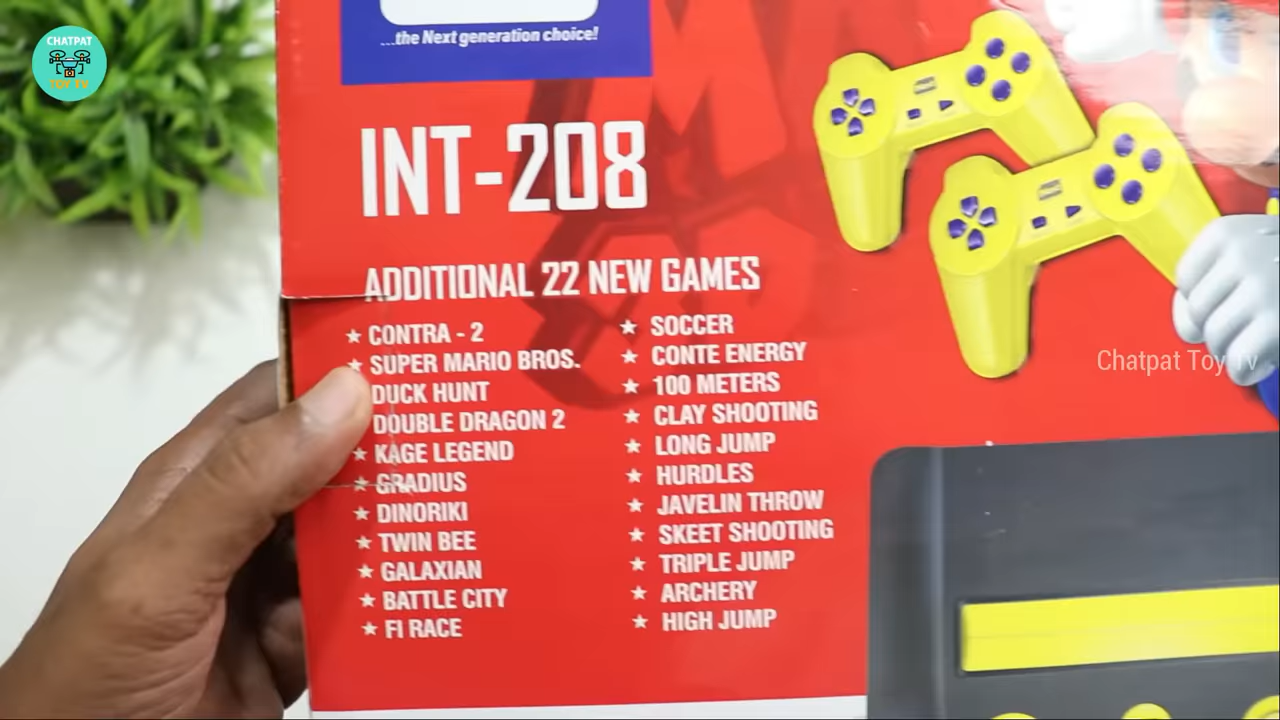 CHATPAT
TOY TV
...the Next generation choice!
INT-208
ADDITIONAL 22 NEW GAMES
CONTRA - 2
SUPER MARIO BROS.
DUCK HUNT
DOUBLE DRAGON 2
KAGE LEGEND
GRADIUS
DINORIKI
TWIN BEE
GALAXIAN
BATTLE CITY
FI RACE
SOCCER
CONTE ENERGY
100 METERS
CLAY SHOOTING
LONG JUMP
HURDLES
JAVELIN THROW
SKEET SHOOTING
TRIPLE JUMP
ARCHERY
HIGH JUMP
Chatpat Toy Tv